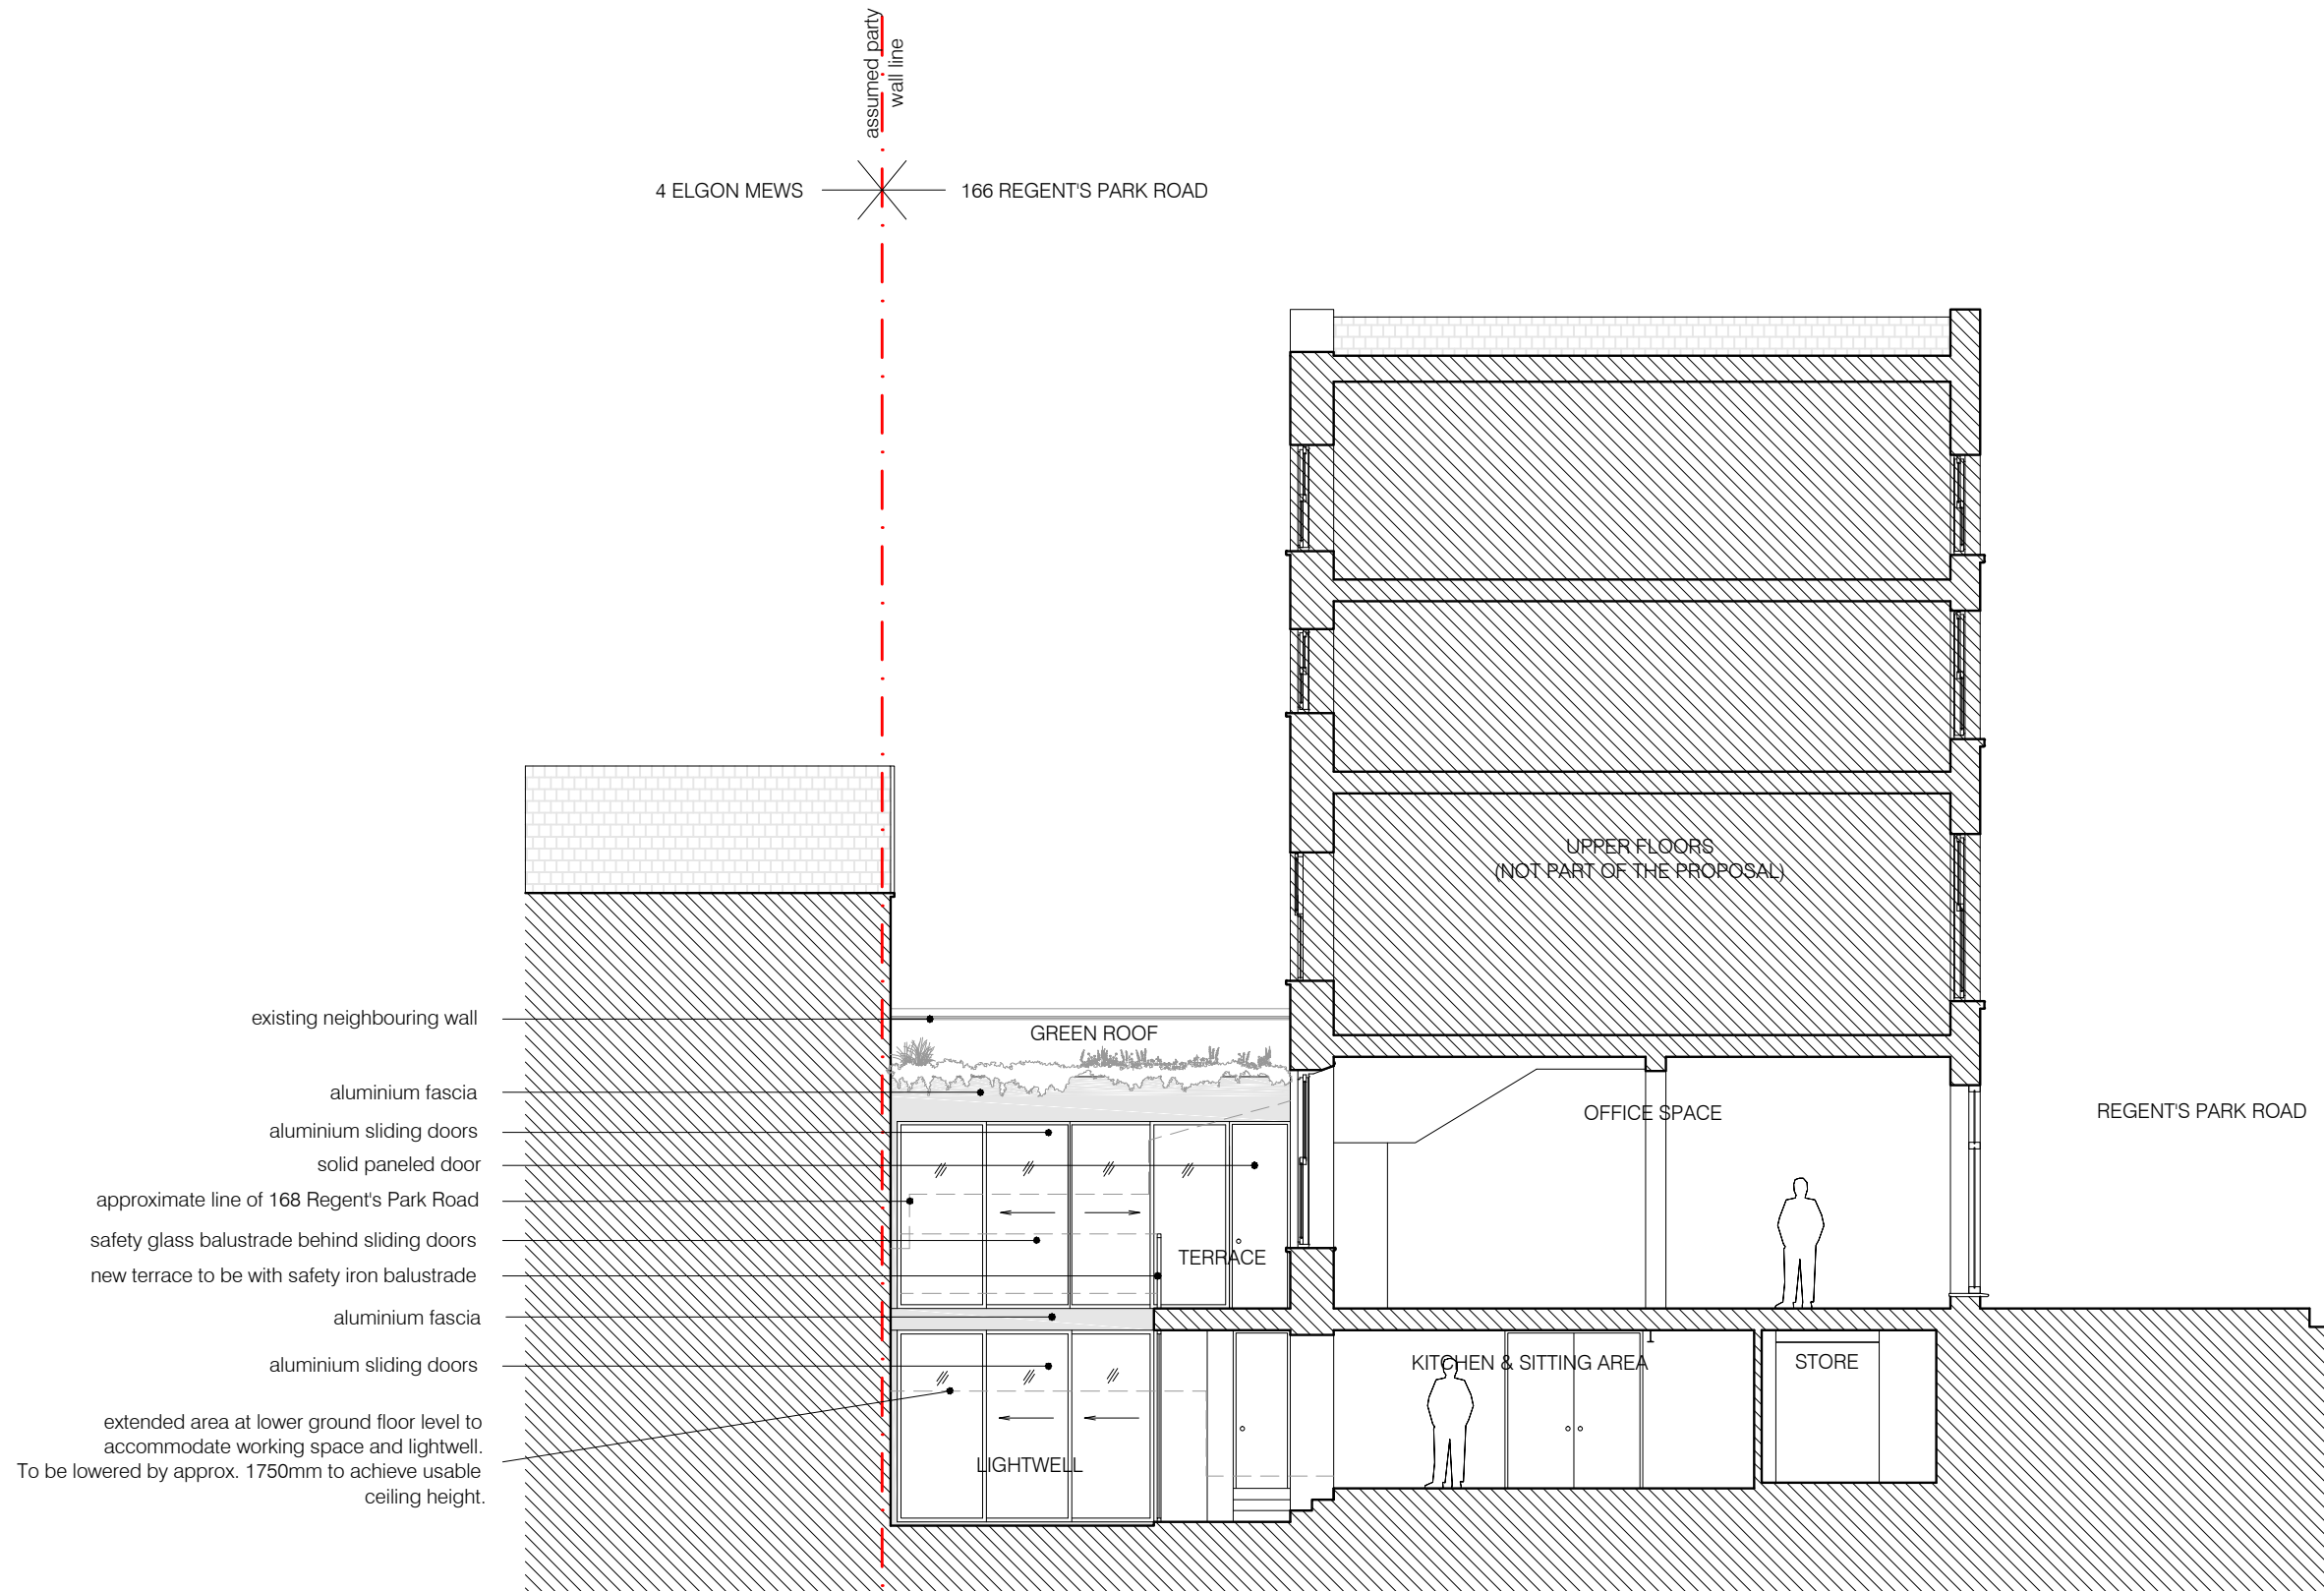 assumed party
wall line
4 ELGON MEWS
166 REGENT'S PARK ROAD
UPPER FLOORS
(NOT PART OF THE PROPOSAL)
existing neighbouring wall
GREEN ROOF
aluminium fascia
OFFICE SPACE
REGENT'S PARK ROAD
aluminium sliding doors
solid paneled door
approximate line of 168 Regent's Park Road
safety glass balustrade behind sliding doors
TERRACE
new terrace to be with safety iron balustrade
aluminium fascia
aluminium sliding doors
KITCHEN & SITTING AREA
STORE
extended area at lower ground floor level to
accommodate working space and lightwell.
To be lowered by approx. 1750mm to achieve usable
ceiling height.
LIGHTWELL